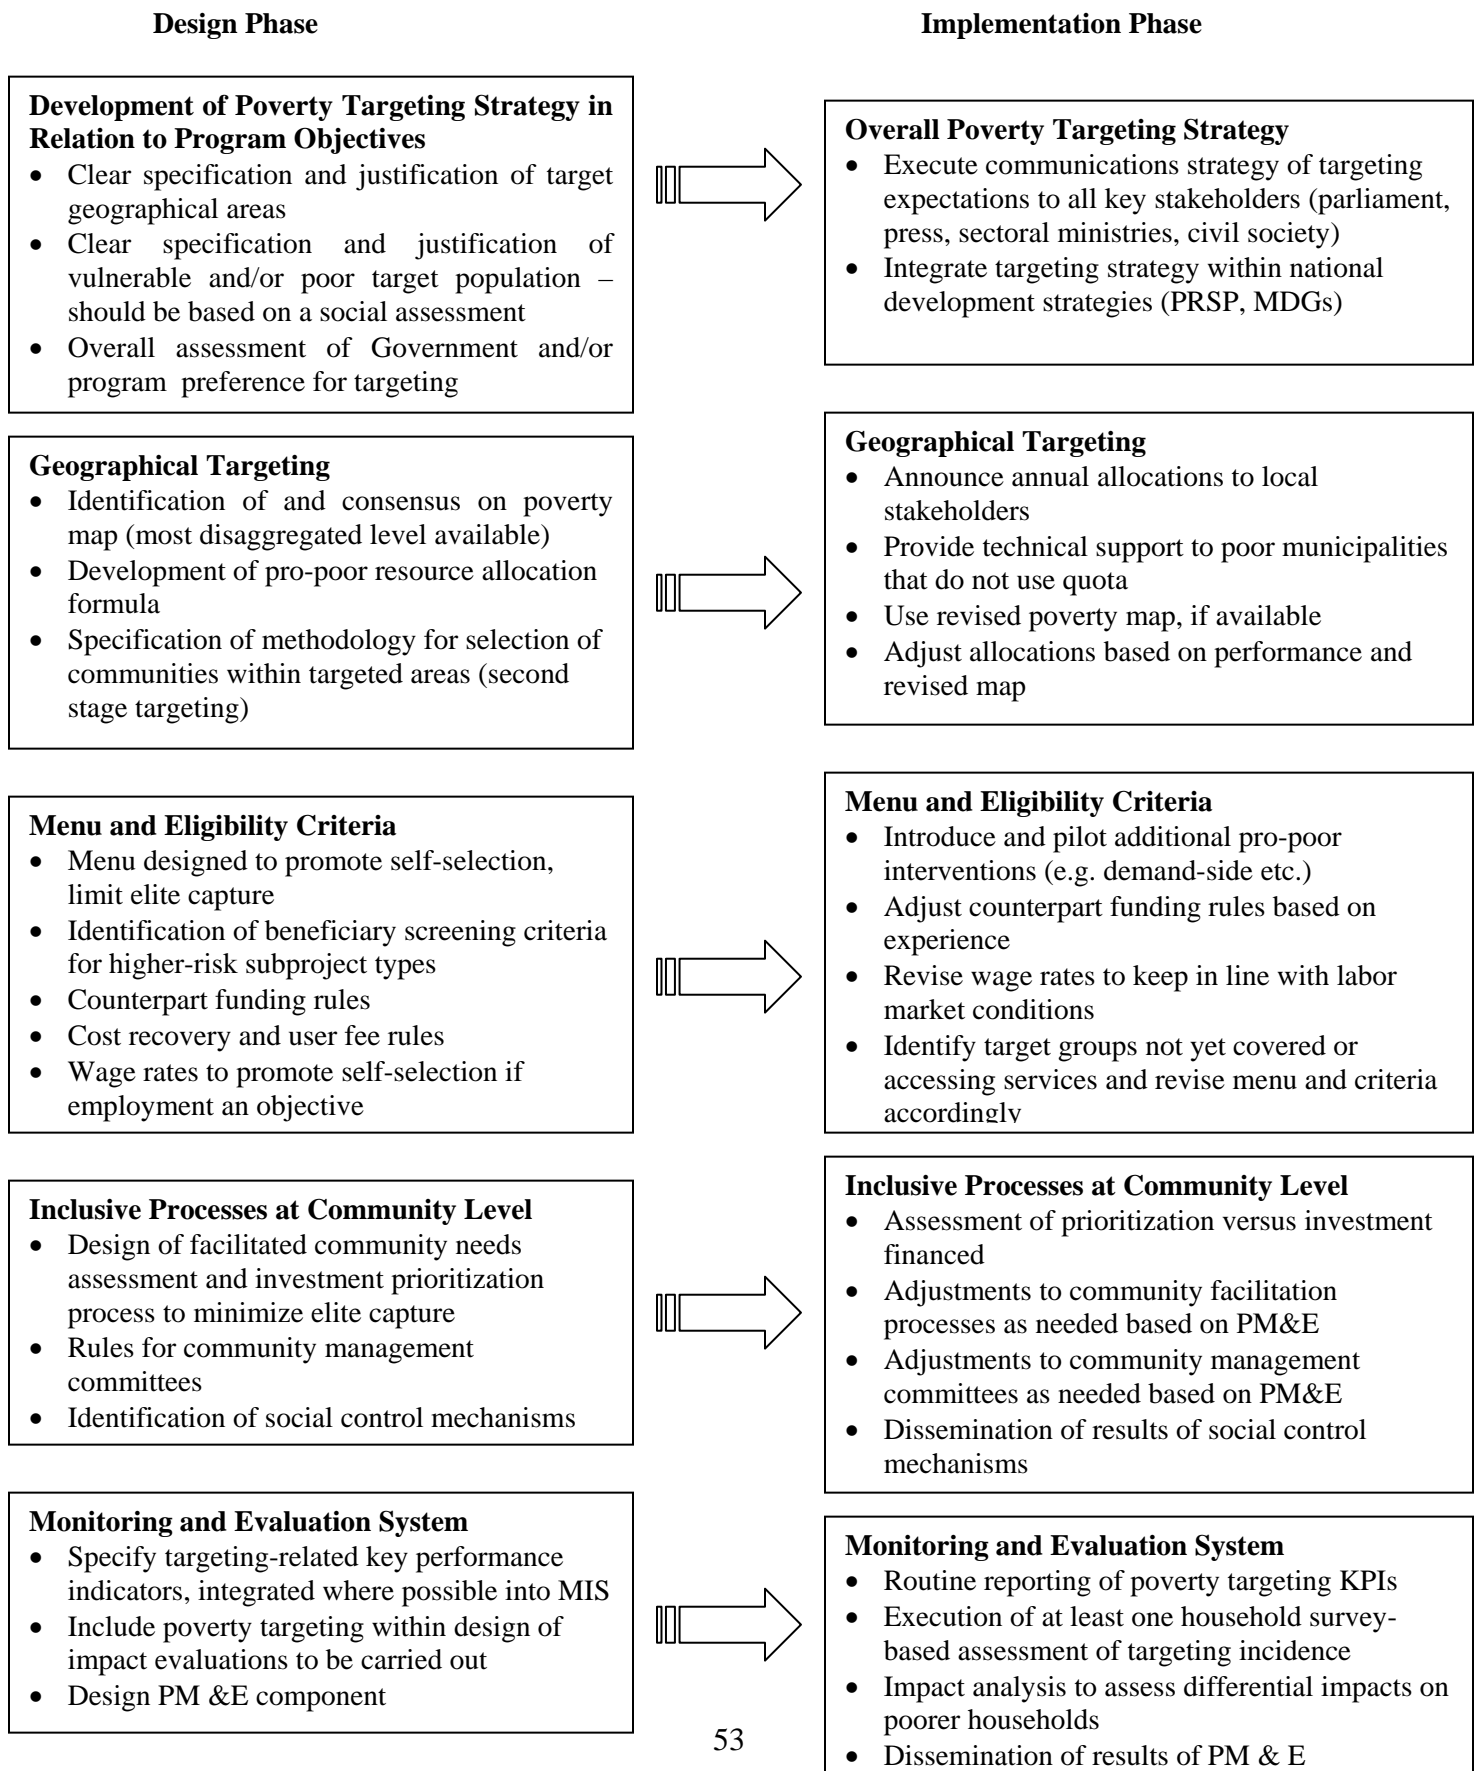 Design Phase
Implementation Phase
Development of Poverty Targeting Strategy in
Relation to Program Objectives
• Clear specification and justification of target
geographical areas
• Clear specification and justification of
vulnerable and/or poor target population –
should be based on a social assessment
• Overall assessment of Government and/or
program preference for targeting
Overall Poverty Targeting Strategy
• Execute communications strategy of targeting
expectations to all key stakeholders (parliament,
press, sectoral ministries, civil society)
• Integrate targeting strategy within national
development strategies (PRSP, MDGs)
Geographical Targeting
• Identification of and consensus on poverty
map (most disaggregated level available)
• Development of pro-poor resource allocation
formula
• Specification of methodology for selection of
communities within targeted areas (second
stage targeting)
Geographical Targeting
• Announce annual allocations to local
stakeholders
• Provide technical support to poor municipalities
that do not use quota
• Use revised poverty map, if available
• Adjust allocations based on performance and
revised map
Menu and Eligibility Criteria
• Menu designed to promote self-selection,
limit elite capture
• Identification of beneficiary screening criteria
for higher-risk subproject types
• Counterpart funding rules
• Cost recovery and user fee rules
• Wage rates to promote self-selection if
employment an objective
Menu and Eligibility Criteria
• Introduce and pilot additional pro-poor
interventions (e.g. demand-side etc.)
• Adjust counterpart funding rules based on
experience
• Revise wage rates to keep in line with labor
market conditions
• Identify target groups not yet covered or
accessing services and revise menu and criteria
accordingly
Inclusive Processes at Community Level
• Design of facilitated community needs
assessment and investment prioritization
process to minimize elite capture
• Rules for community management
committees
• Identification of social control mechanisms
Inclusive Processes at Community Level
• Assessment of prioritization versus investment
financed
• Adjustments to community facilitation
processes as needed based on PM&E
• Adjustments to community management
committees as needed based on PM&E
• Dissemination of results of social control
mechanisms
Monitoring and Evaluation System
• Specify targeting-related key performance
indicators, integrated where possible into MIS
• Include poverty targeting within design of
impact evaluations to be carried out
• Design PM &E component
Monitoring and Evaluation System
• Routine reporting of poverty targeting KPIs
• Execution of at least one household survey-
based assessment of targeting incidence
• Impact analysis to assess differential impacts on
poorer households
• Dissemination of results of PM & E
53